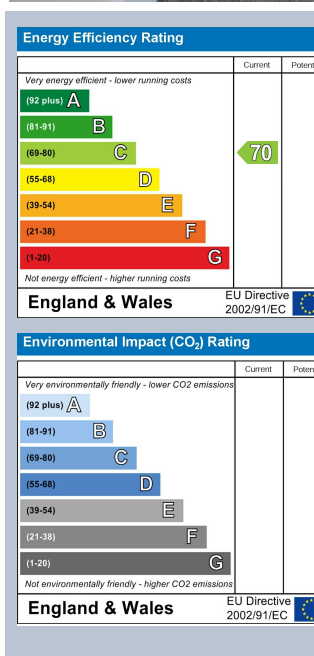 Energy Efficiency Rating
Current Potent
Very energy efficient - lower running costs
(92 plus) A
(81-91) B
(69-80) C
70
(55-68) D
(39-54) E
(21-38) F
(1-20) G
Not energy efficient - higher running costs
England & Wales
EU Directive
2002/91/EC
Environmental Impact (CO₂) Rating
Current Poten
Very environmentally friendly - lower CO2 emissions
(92 plus) A
(81-91) B
(69-80) C
(55-68) D
(39-54) E
(21-38) F
(1-20) G
Not environmentally friendly - higher CO2 emissions
England & Wales
EU Directive
2002/91/EC